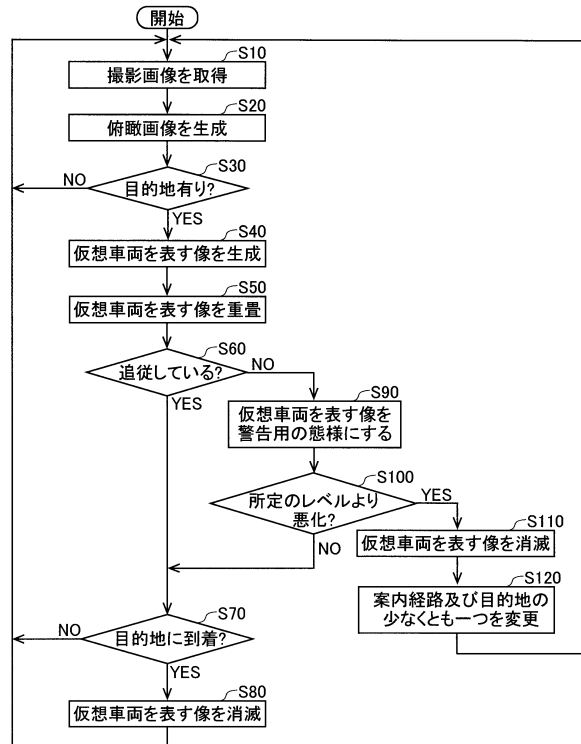 開始
S10
撮影画像を取得
S20
俯瞰画像を生成
S30
目的地有り?
NO
YES
S40
仮想車両を表す像を生成
S50
仮想車両を表す像を重畳
S60
追従している?
NO
YES
S90
仮想車両を表す像を
警告用の態様にする
S100
所定のレベルより
悪化?
YES
NO
S110
仮想車両を表す像を消滅
S120
案内経路及び目的地の
少なくとも一つを変更
S70
目的地に到着?
NO
YES
S80
仮想車両を表す像を消滅